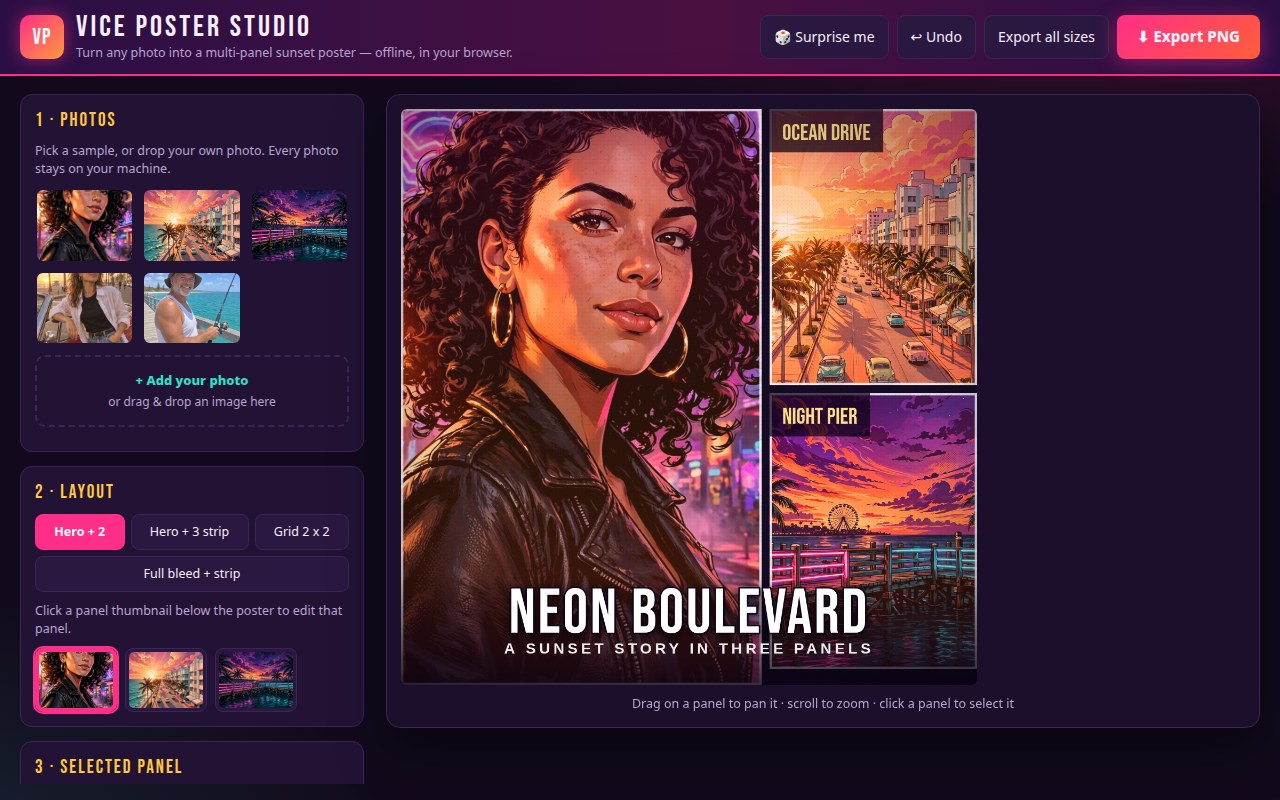 VP
VICE POSTER STUDIO
Turn any photo into a multi-panel sunset poster — offline, in your browser.
🎲 Surprise me
↩ Undo
Export all sizes
⬇ Export PNG
1 · PHOTOS
Pick a sample, or drop your own photo. Every photo
stays on your machine.
+ Add your photo
or drag & drop an image here
2 · LAYOUT
Hero + 2
Hero + 3 strip
Grid 2 x 2
Full bleed + strip
Click a panel thumbnail below the poster to edit that
panel.
3 · SELECTED PANEL
OCEAN DRIVE
NIGHT PIER
NEON BOULEVARD
A SUNSET STORY IN THREE PANELS
Drag on a panel to pan it · scroll to zoom · click a panel to select it